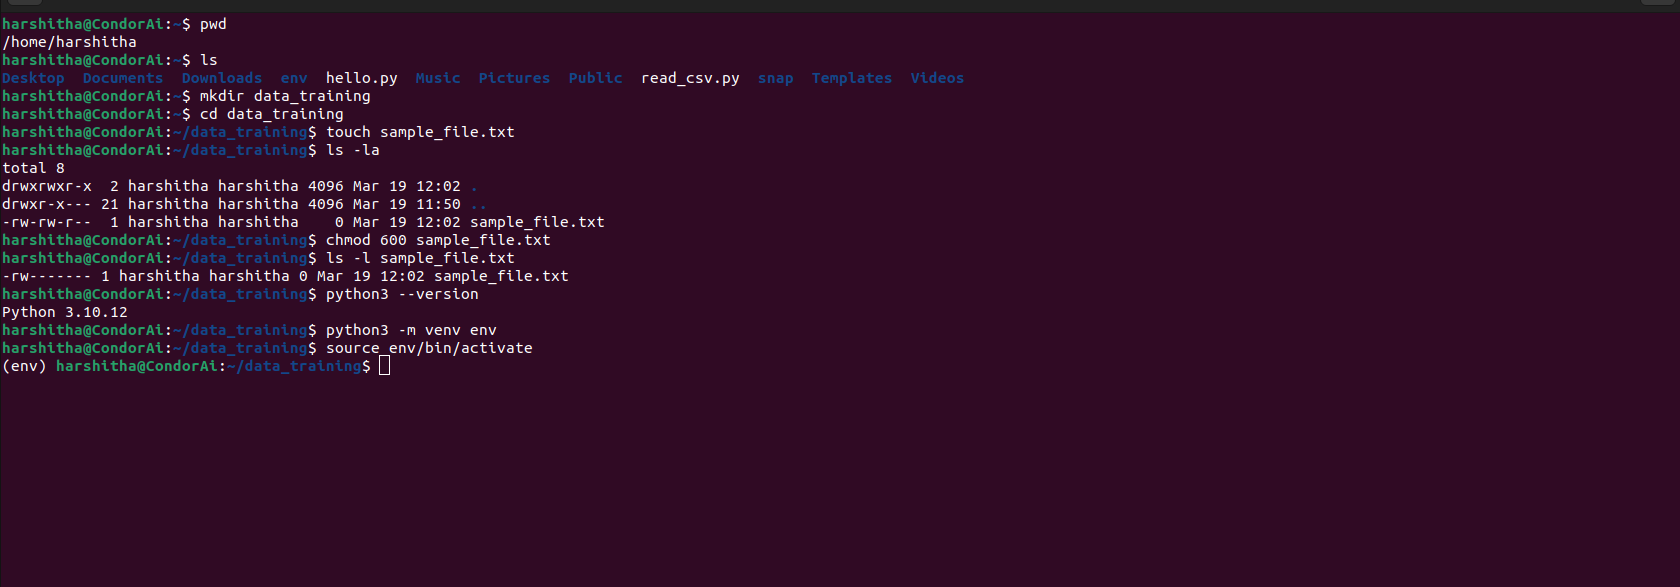 harshitha@CondorAi:~$ pwd
/home/harshitha
harshitha@CondorAi:~$ ls
Desktop  Documents  Downloads  env  hello.py  Music  Pictures  Public  read_csv.py  snap  Templates  Videos
harshitha@CondorAi:~$ mkdir data_training
harshitha@CondorAi:~$ cd data_training
harshitha@CondorAi:~/data_training$ touch sample_file.txt
harshitha@CondorAi:~/data_training$ ls -la
total 8
drwxrwxr-x  2 harshitha harshitha 4096 Mar 19 12:02 .
drwxr-x--- 21 harshitha harshitha 4096 Mar 19 11:50 ..
-rw-rw-r--  1 harshitha harshitha    0 Mar 19 12:02 sample_file.txt
harshitha@CondorAi:~/data_training$ chmod 600 sample_file.txt
harshitha@CondorAi:~/data_training$ ls -l sample_file.txt
-rw------- 1 harshitha harshitha 0 Mar 19 12:02 sample_file.txt
harshitha@CondorAi:~/data_training$ python3 --version
Python 3.10.12
harshitha@CondorAi:~/data_training$ python3 -m venv env
harshitha@CondorAi:~/data_training$ source env/bin/activate
(env) harshitha@CondorAi:~/data_training$